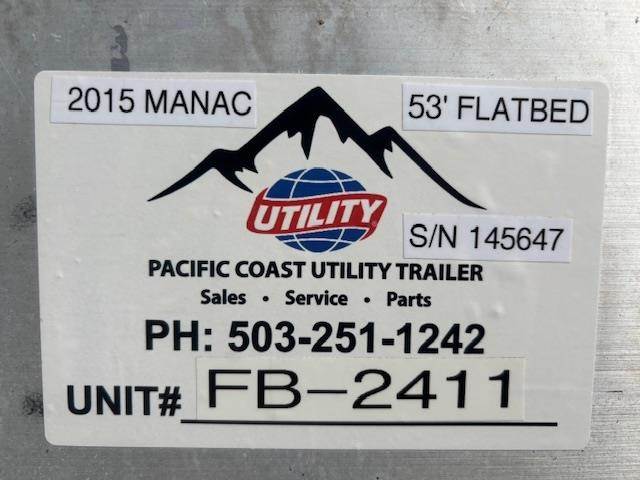 2015 MANAC
53' FLATBED
UTILITY
S/N 145647
PACIFIC COAST UTILITY TRAILER
Sales • Service • Parts
PH: 503-251-1242
UNIT# FB-2411